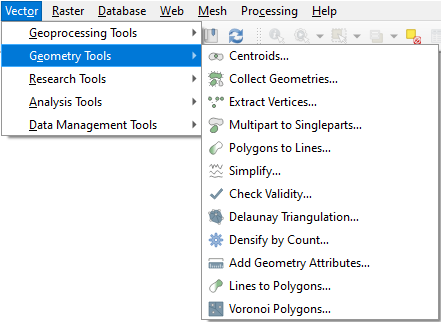 Vector Raster Database Web Mesh Processing Help
Geoprocessing Tools
Geometry Tools
Research Tools
Analysis Tools
Data Management Tools
Centroids...
Collect Geometries...
Extract Vertices...
Multipart to Singleparts...
Polygons to Lines...
Simplify...
Check Validity...
Delaunay Triangulation...
Densify by Count...
Add Geometry Attributes...
Lines to Polygons...
Voronoi Polygons...